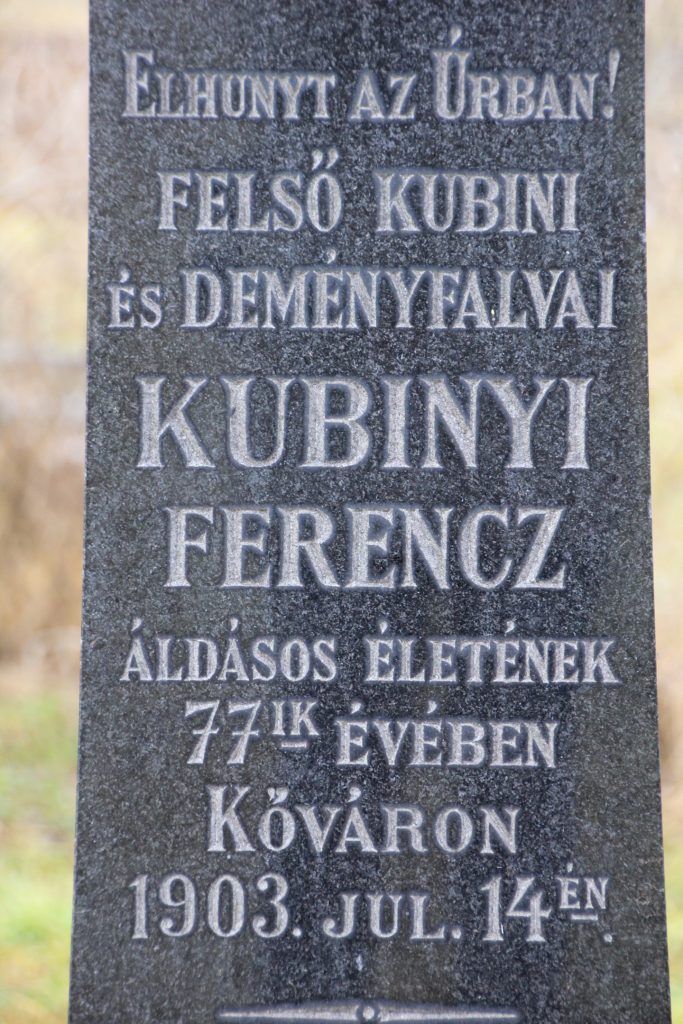 ELHUNYT AZ ÚRBAN!
FELSŐ KUBINI
ÉS DEMÉNYFALVAI
KUBINYI
FERENCZ
ÁLDÁSOS ÉLETÉNEK
77IK ÉVÉBEN
KŐVÁRON
1903. JUL. 14ÉN.